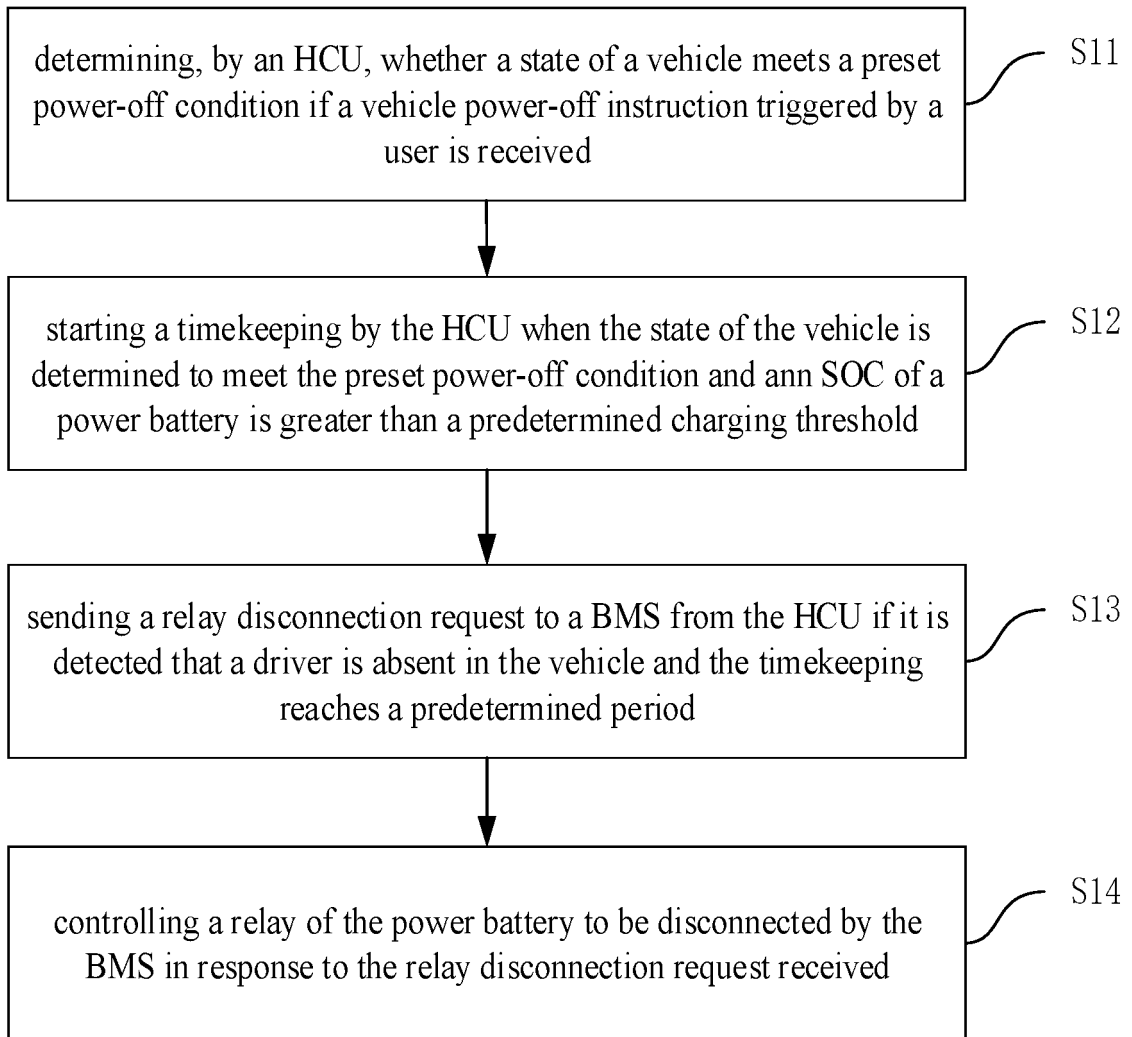 determining, by an HCU, whether a state of a vehicle meets a preset
power-off condition if a vehicle power-off instruction triggered by a
user is received
S11
starting a timekeeping by the HCU when the state of the vehicle is
determined to meet the preset power-off condition and ann SOC of a
power battery is greater than a predetermined charging threshold
S12
sending a relay disconnection request to a BMS from the HCU if it is
detected that a driver is absent in the vehicle and the timekeeping
reaches a predetermined period
S13
controlling a relay of the power battery to be disconnected by the
BMS in response to the relay disconnection request received
S14